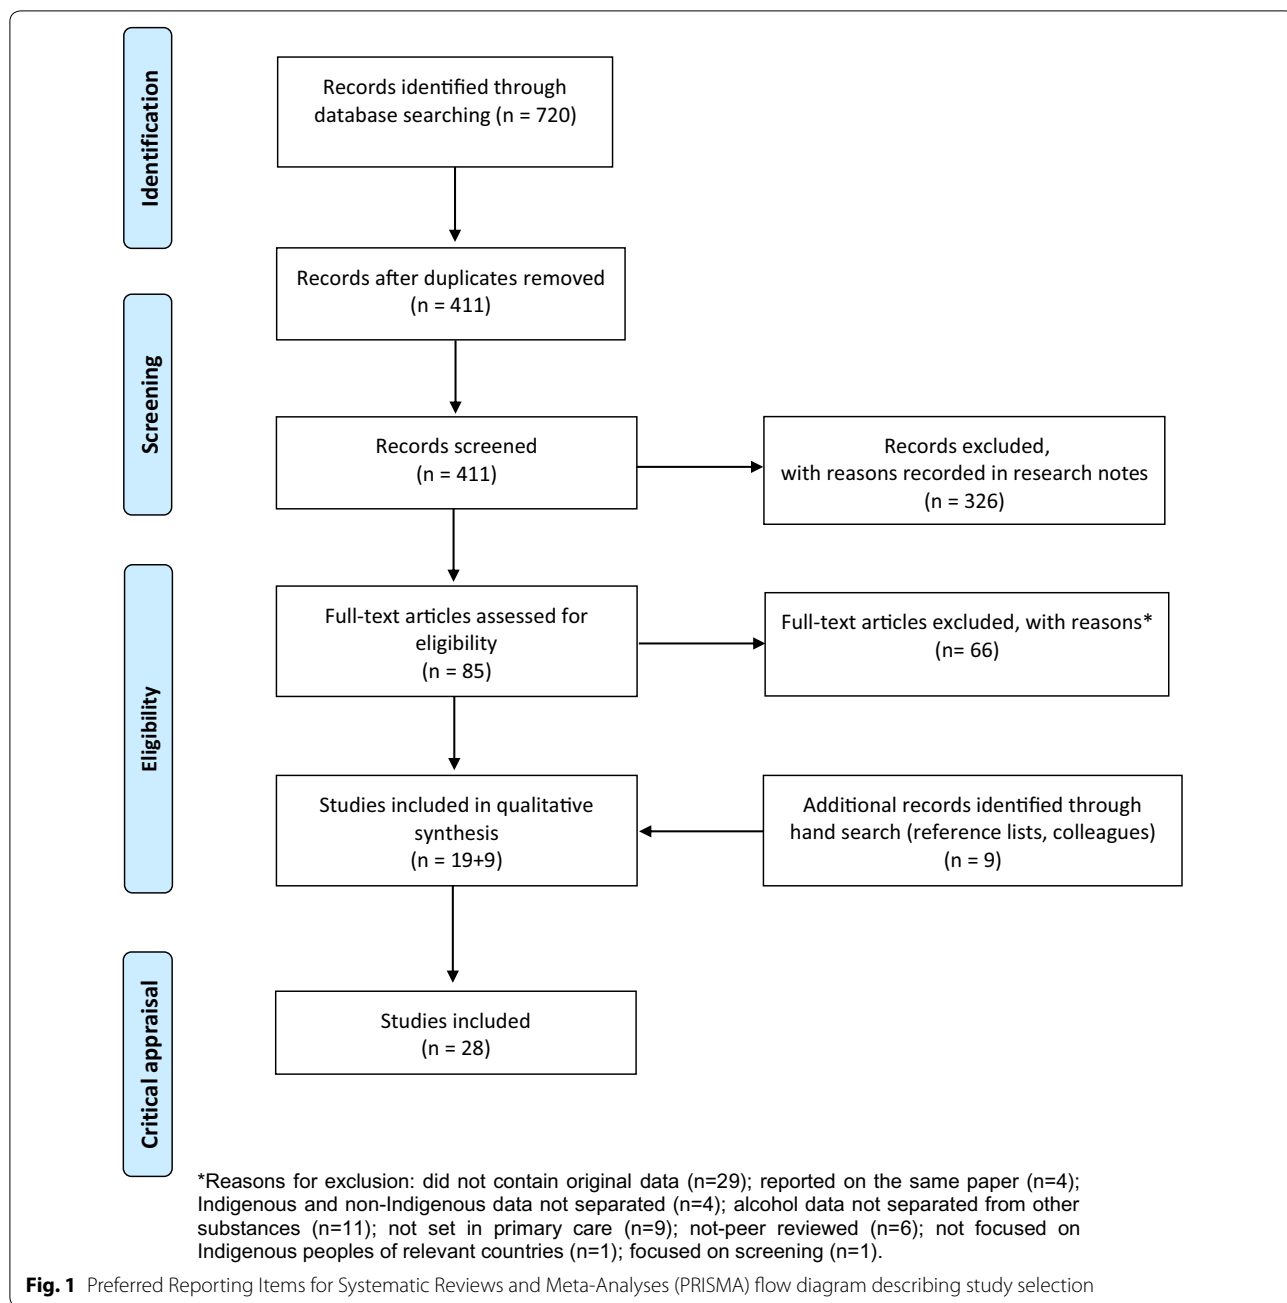 Identification
Records identified through
database searching (n = 720)
Records after duplicates removed
(n = 411)
Screening
Records screened
(n = 411)
Records excluded,
with reasons recorded in research notes
(n = 326)
Eligibility
Full-text articles assessed for
eligibility
(n = 85)
Full-text articles excluded, with reasons*
(n= 66)
Studies included in qualitative
synthesis
(n = 19+9)
Additional records identified through
hand search (reference lists, colleagues)
(n = 9)
Critical appraisal
Studies included
(n = 28)
*Reasons for exclusion: did not contain original data (n=29); reported on the same paper (n=4);
Indigenous and non-Indigenous data not separated (n=4); alcohol data not separated from other
substances (n=11); not set in primary care (n=9); not-peer reviewed (n=6); not focused on
Indigenous peoples of relevant countries (n=1); focused on screening (n=1).
Fig. 1 Preferred Reporting Items for Systematic Reviews and Meta-Analyses (PRISMA) flow diagram describing study selection